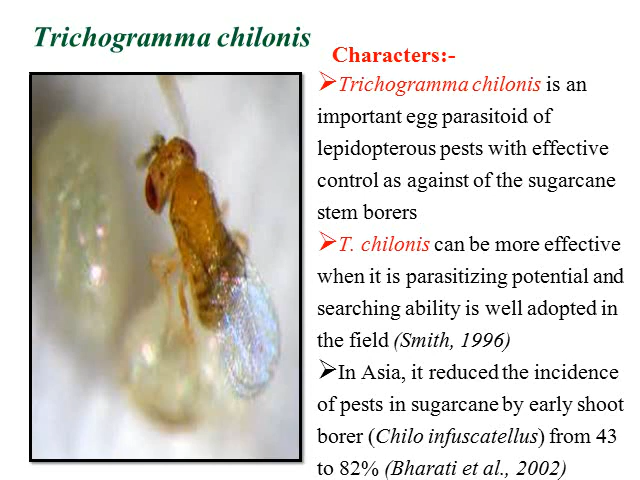 Trichogramma chilonis
Characters:-
➢Trichogramma chilonis is an
important egg parasitoid of
lepidopterous pests with effective
control as against of the sugarcane
stem borers
➢T. chilonis can be more effective
when it is parasitizing potential and
searching ability is well adopted in
the field (Smith, 1996)
➢In Asia, it reduced the incidence
of pests in sugarcane by early shoot
borer (Chilo infuscatellus) from 43
to 82% (Bharati et al., 2002)